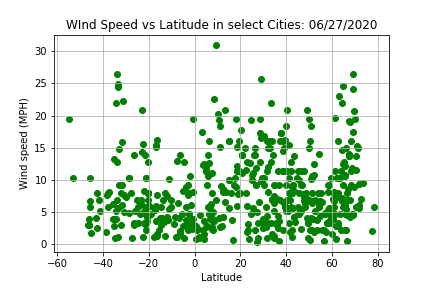 WInd Speed vs Latitude in select Cities: 06/27/2020
30
25
20
15
10
5
0
Wind speed (MPH)
−60 −40 −20 0 20 40 60 80
Latitude